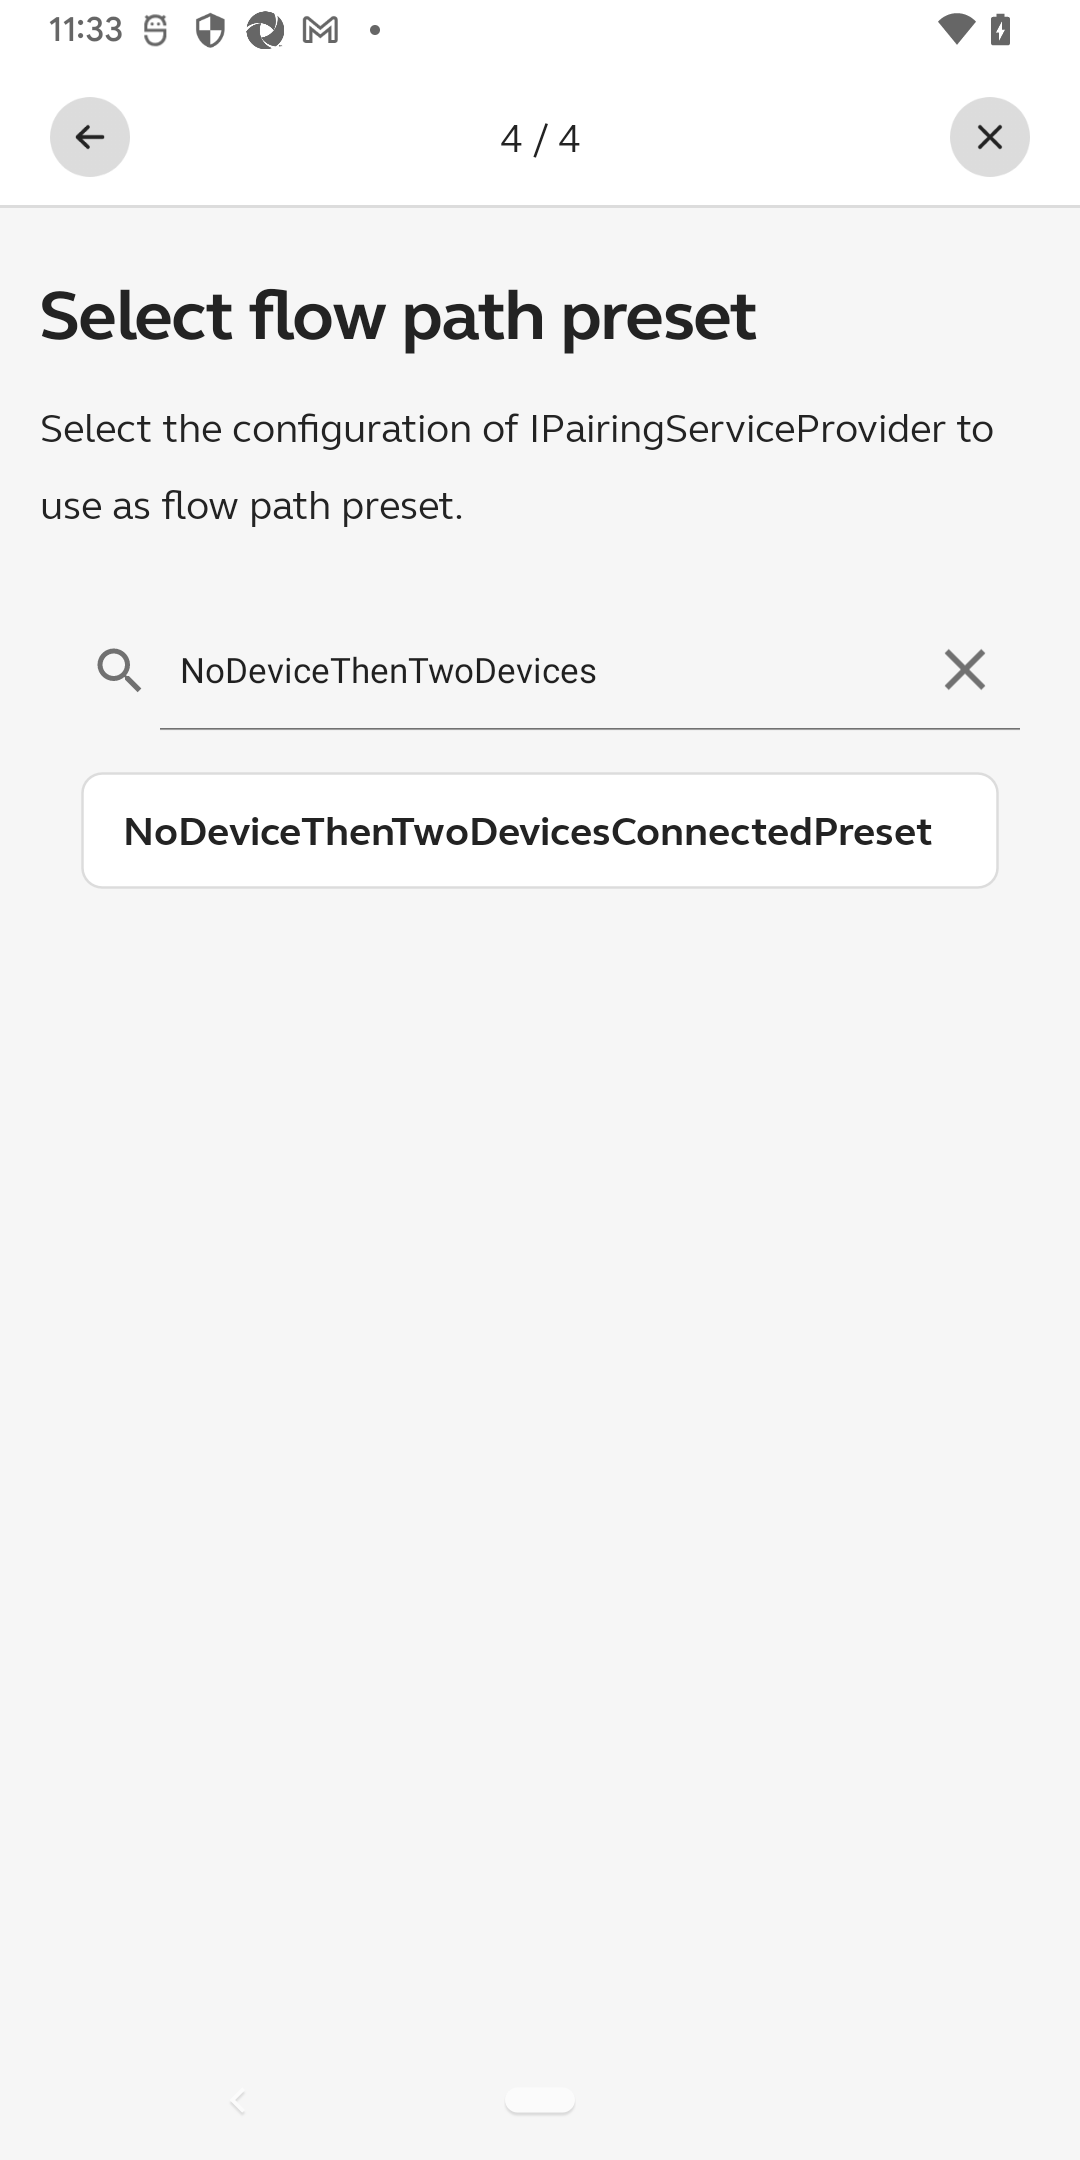 11:33
4 / 4
Select flow path preset
Select the configuration of IPairingServiceProvider to
use as flow path preset.
NoDeviceThenTwoDevices
NoDeviceThenTwoDevicesConnectedPreset